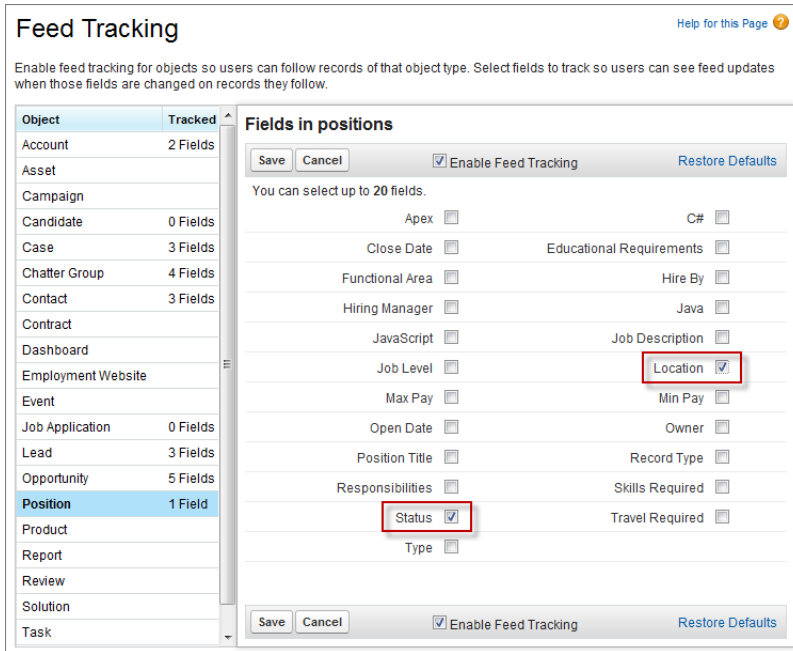 Feed Tracking
Help for this Page
Enable feed tracking for objects so users can follow records of that object type. Select fields to track so users can see feed updates
when those fields are changed on records they follow.
Object Tracked
Account 2 Fields
Asset
Campaign
Candidate 0 Fields
Case 3 Fields
Chatter Group 4 Fields
Contact 3 Fields
Contract
Dashboard
Employment Website
Event
Job Application 0 Fields
Lead 3 Fields
Opportunity 5 Fields
Position 1 Field
Product
Report
Review
Solution
Task
Fields in positions
Save Cancel Enable Feed Tracking Restore Defaults
You can select up to 20 fields.
Apex C#
Close Date Educational Requirements
Functional Area Hire By
Hiring Manager Java
JavaScript Job Description
Job Level Location
Max Pay Min Pay
Open Date Owner
Position Title Record Type
Responsibilities Skills Required
Status Travel Required
Type
Save Cancel Enable Feed Tracking Restore Defaults